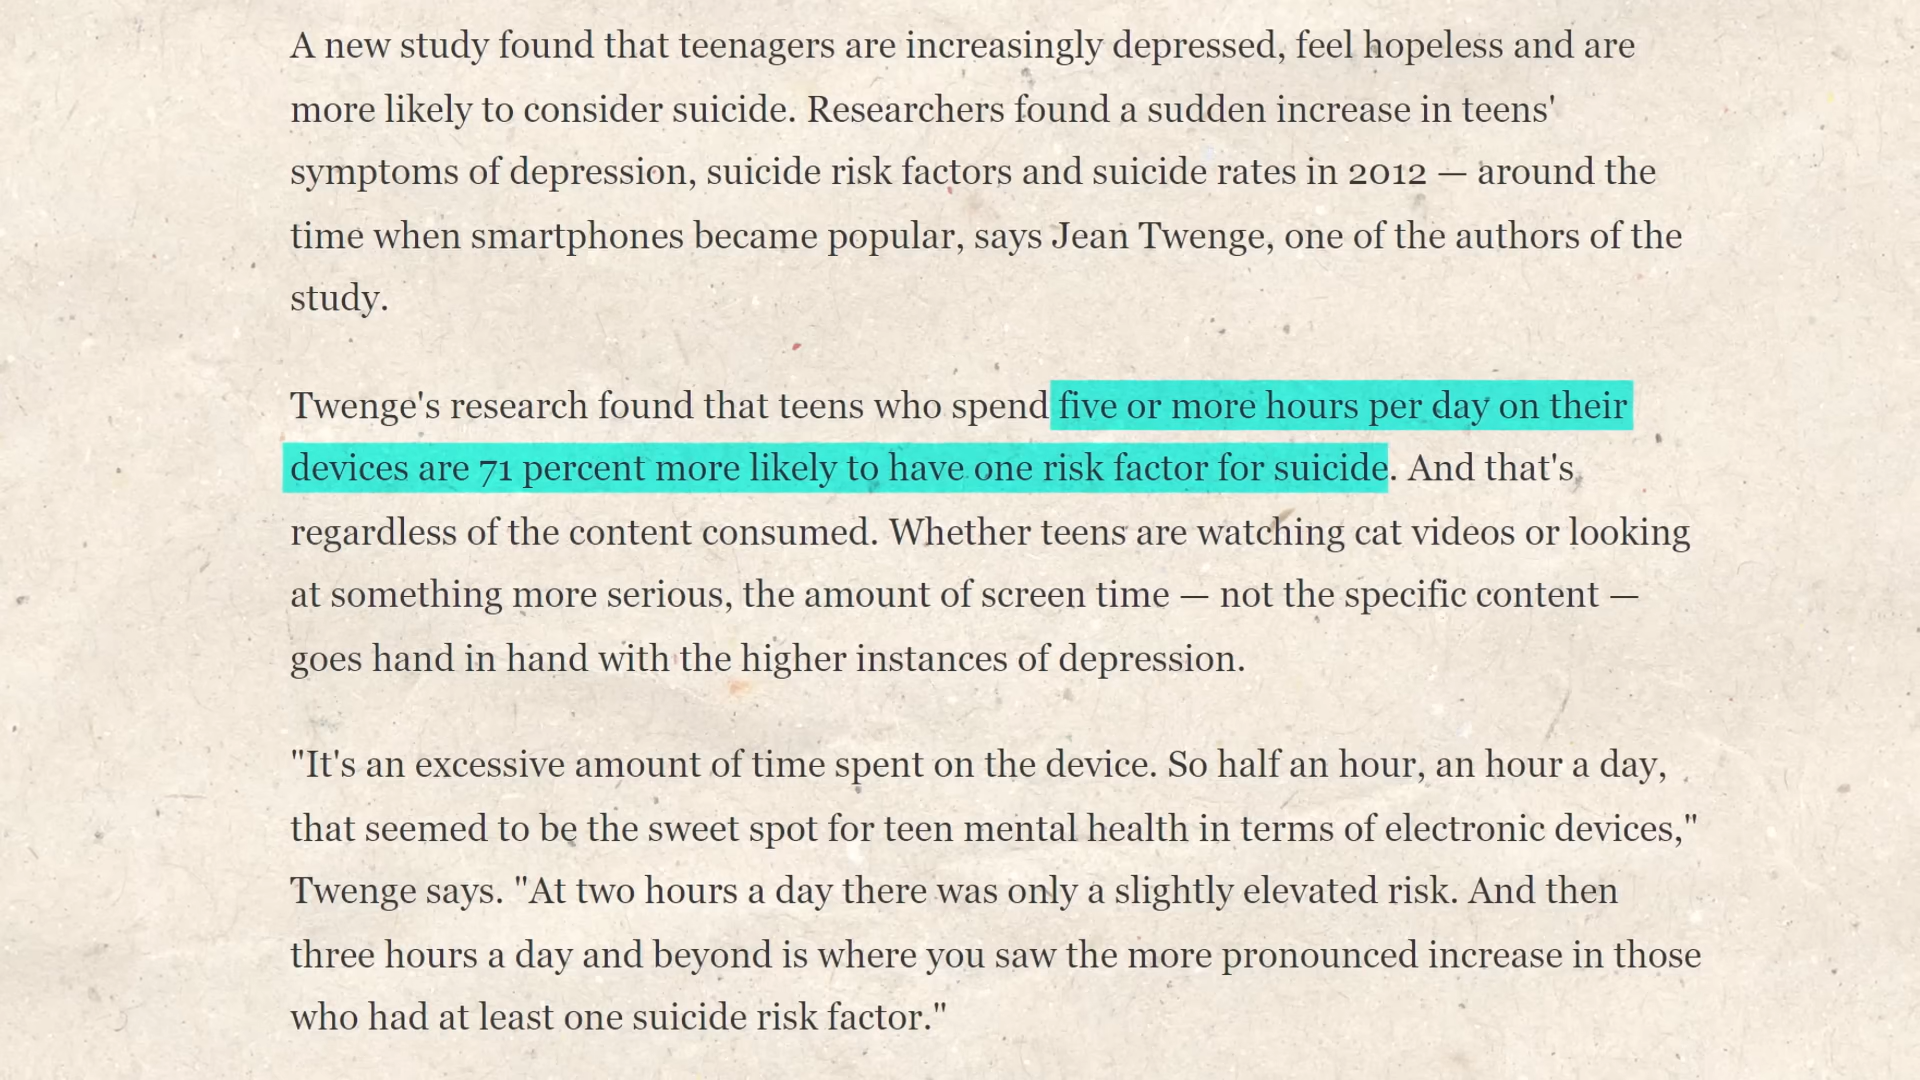 A new study found that teenagers are increasingly depressed, feel hopeless and are
more likely to consider suicide. Researchers found a sudden increase in teens'
symptoms of depression, suicide risk factors and suicide rates in 2012 — around the
time when smartphones became popular, says Jean Twenge, one of the authors of the
study.
Twenge's research found that teens who spend five or more hours per day on their
devices are 71 percent more likely to have one risk factor for suicide. And that's
regardless of the content consumed. Whether teens are watching cat videos or looking
at something more serious, the amount of screen time — not the specific content —
goes hand in hand with the higher instances of depression.
"It's an excessive amount of time spent on the device. So half an hour, an hour a day,
that seemed to be the sweet spot for teen mental health in terms of electronic devices,"
Twenge says. "At two hours a day there was only a slightly elevated risk. And then
three hours a day and beyond is where you saw the more pronounced increase in those
who had at least one suicide risk factor."